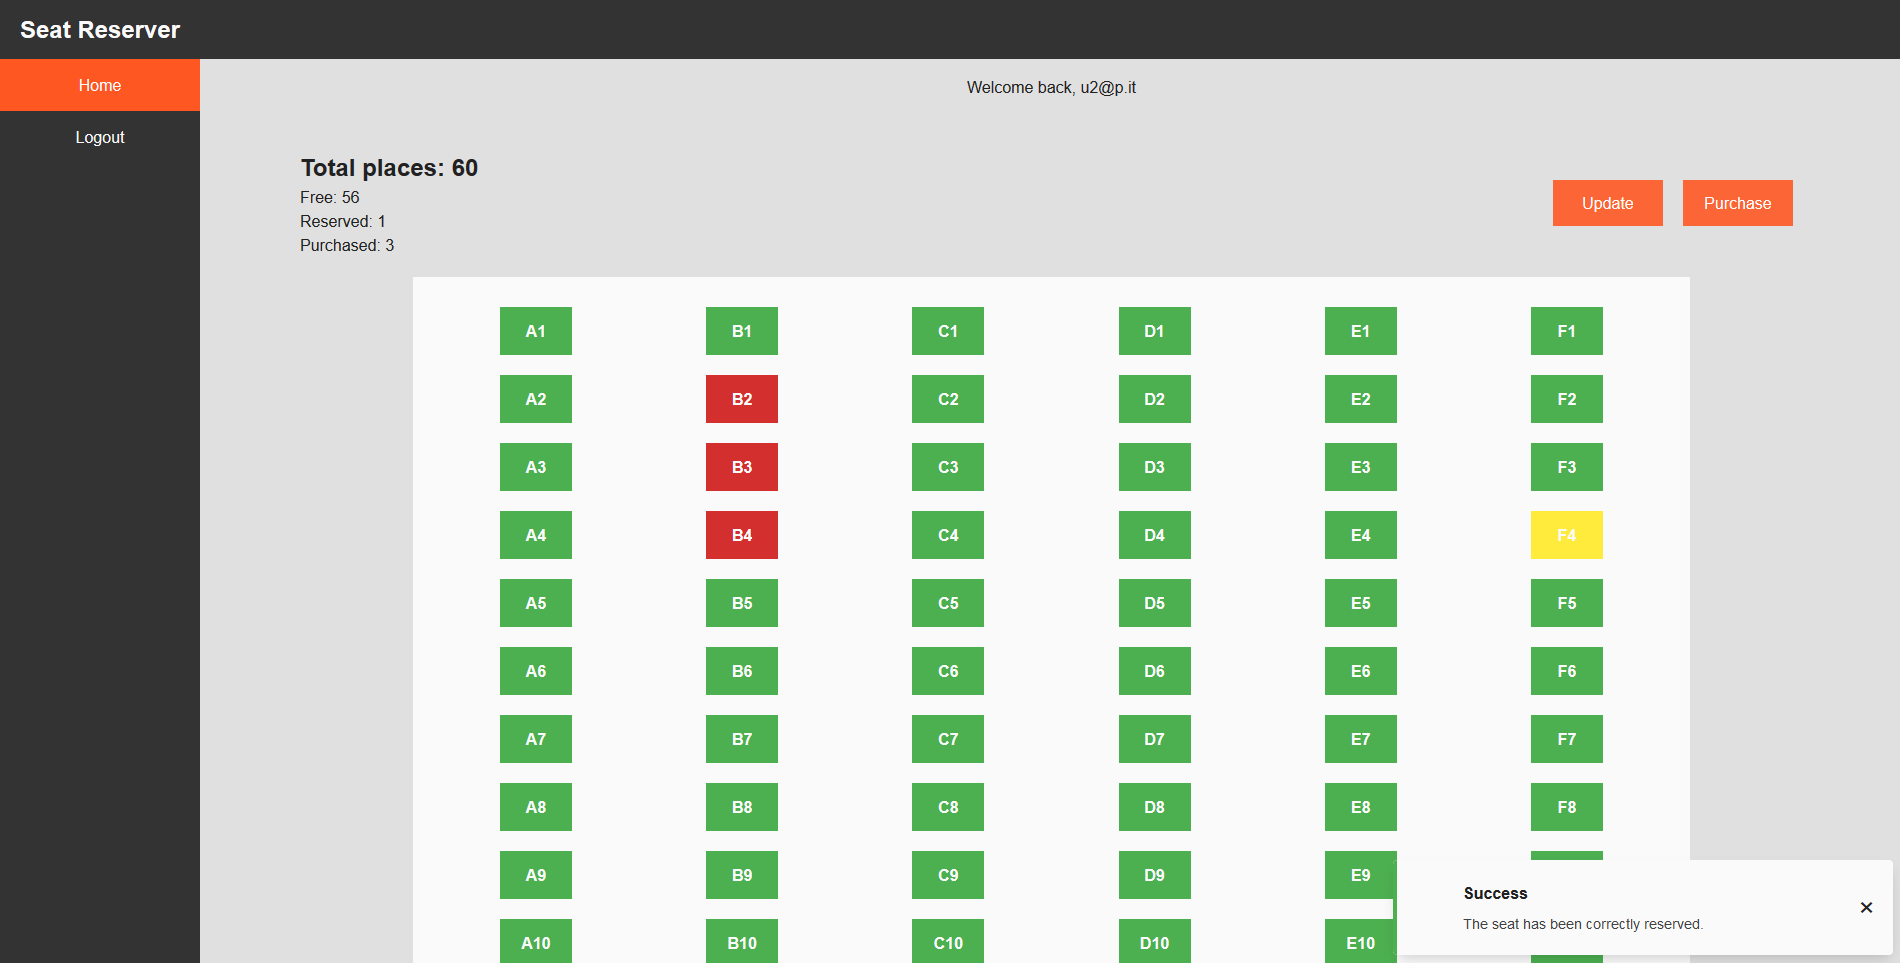 Seat Reserver
Home
Logout
Welcome back, u2@p.it
Total places: 60
Free: 56
Reserved: 1
Purchased: 3
Update Purchase
A1 B1 C1 D1 E1 F1
A2 B2 C2 D2 E2 F2
A3 B3 C3 D3 E3 F3
A4 B4 C4 D4 E4 F4
A5 B5 C5 D5 E5 F5
A6 B6 C6 D6 E6 F6
A7 B7 C7 D7 E7 F7
A8 B8 C8 D8 E8 F8
A9 B9 C9 D9 E9
A10 B10 C10 D10 E10
Success
The seat has been correctly reserved.